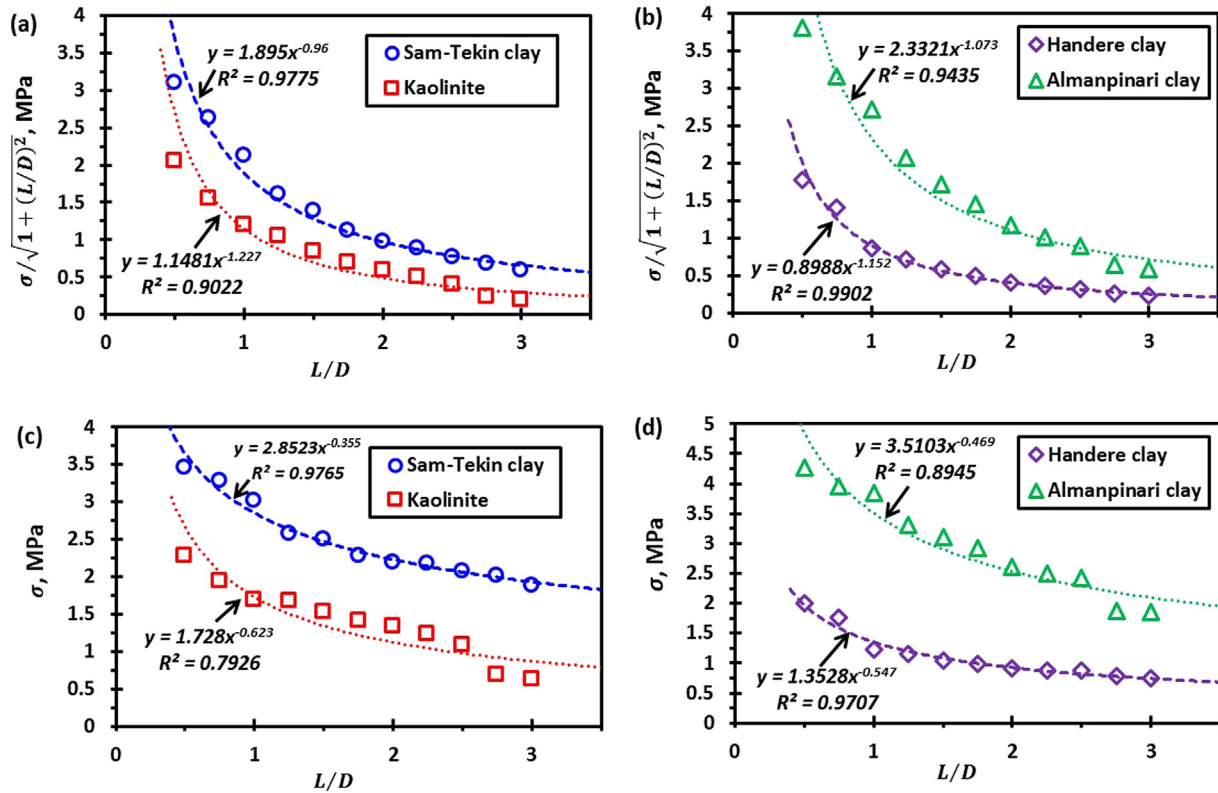 (a)
4
3.5
3
2.5
2
1.5
1
0.5
0
σ/√1 + (L/D)², MPa
y = 1.895x^-0.96
R² = 0.9775
Sam-Tekin clay
Kaolinite
y = 1.1481x^-1.227
R² = 0.9022
0 1 2 3
L/D
(b)
4
3.5
3
2.5
2
1.5
1
0.5
0
σ/√1 + (L/D)², MPa
y = 2.3321x^-1.073
R² = 0.9435
Handere clay
Almanpinari clay
y = 0.8988x^-1.152
R² = 0.9902
0 1 2 3
L/D
(c)
4
3.5
3
2.5
2
1.5
1
0.5
0
σ, MPa
y = 2.8523x^-0.355
R² = 0.9765
Sam-Tekin clay
Kaolinite
y = 1.728x^-0.623
R² = 0.7926
0 1 2 3
L/D
(d)
5
4.5
4
3.5
3
2.5
2
1.5
1
0.5
0
σ, MPa
y = 3.5103x^-0.469
R² = 0.8945
Handere clay
Almanpinari clay
y = 1.3528x^-0.547
R² = 0.9707
0 1 2 3
L/D